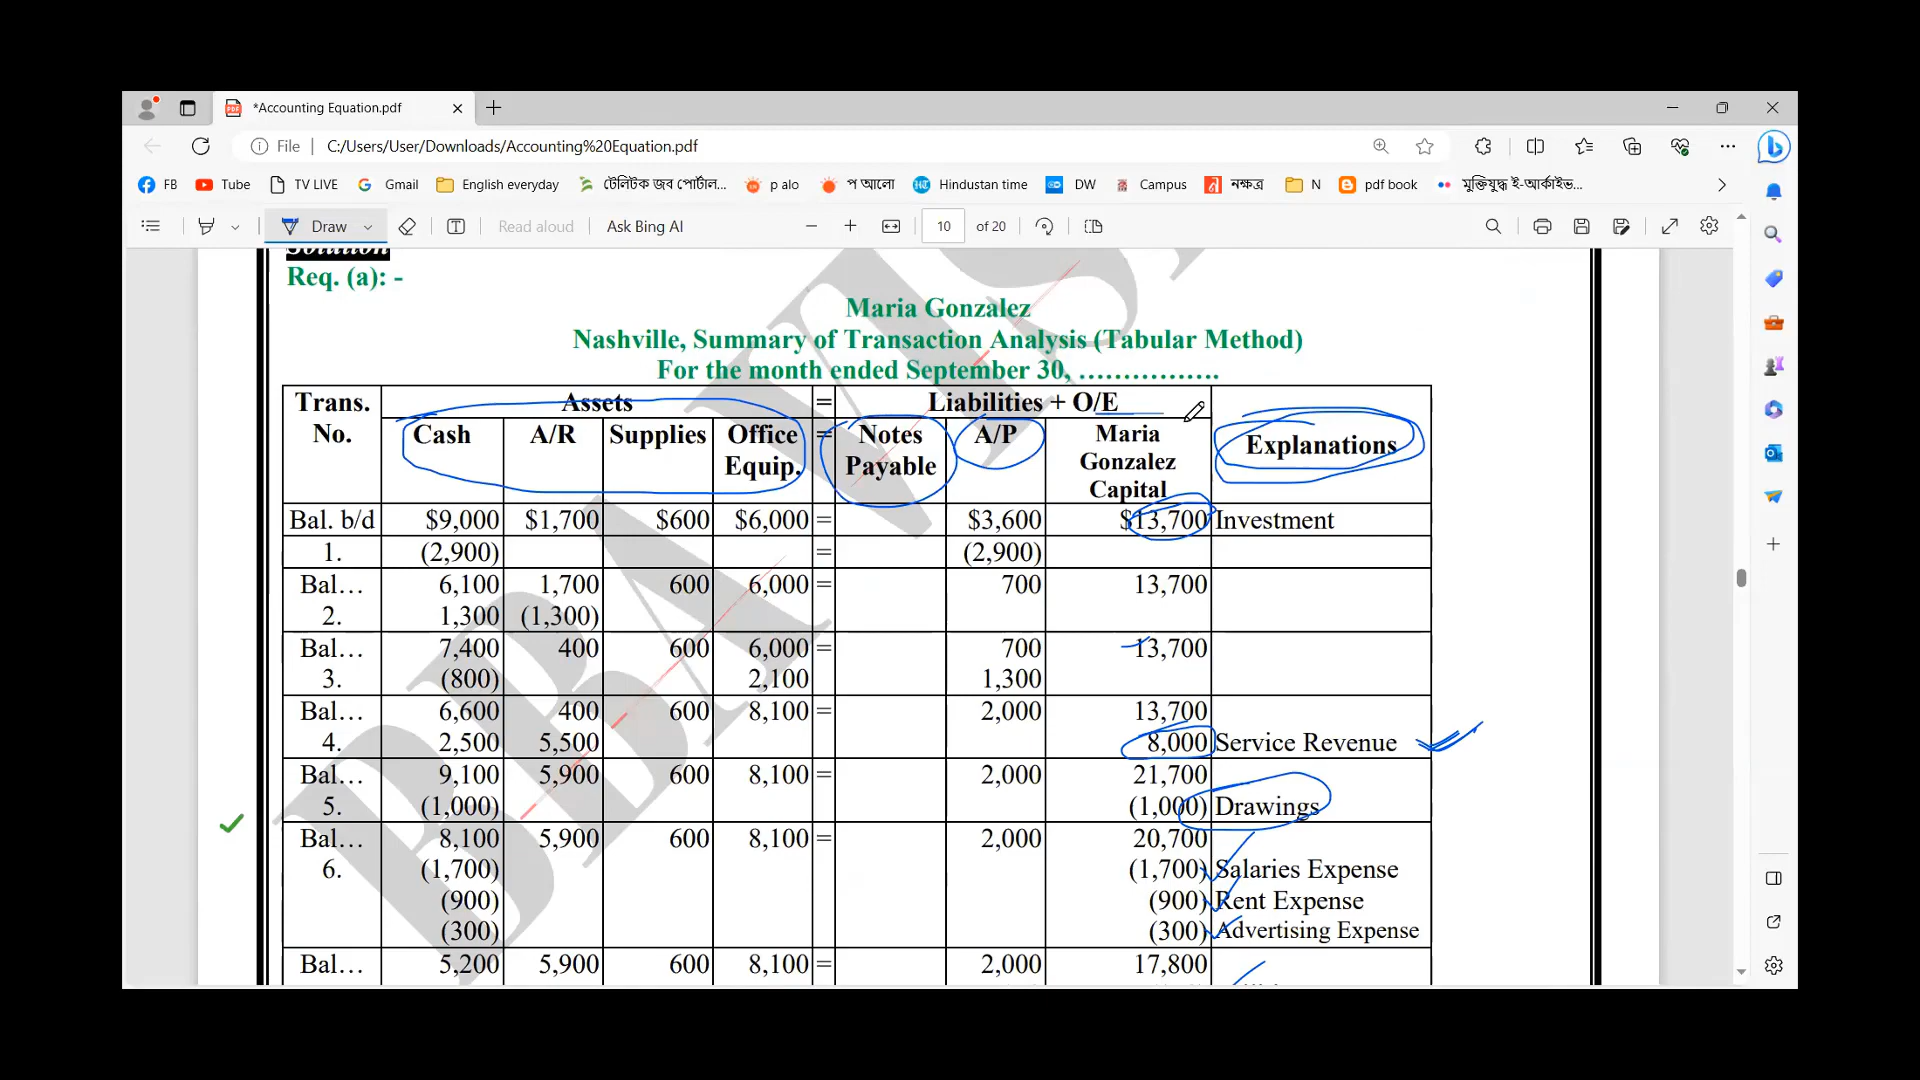 *Accounting Equation.pdf
File | C:/Users/User/Downloads/Accounting%20Equation.pdf
FB Tube TV LIVE Gmail English everyday টেলিটক জব পোর্টাল... p alo প আলো Hindustan time DW Campus নক্ষত্র N pdf book মুক্তিযুদ্ধ ই-আর্কাইভ...
Draw Read aloud Ask Bing AI 10 of 20
Solution
Req. (a): -
Maria Gonzalez
Nashville, Summary of Transaction Analysis (Tabular Method)
For the month ended September 30, ................
Trans. No. Assets = Liabilities + O/E Explanations
Cash A/R Supplies Office Equip. = Notes Payable A/P Maria Gonzalez Capital
Bal. b/d $9,000 $1,700 $600 $6,000 = $3,600 $13,700 Investment
1. (2,900) = (2,900)
Bal… 6,100 1,700 600 6,000 = 700 13,700
2. 1,300 (1,300)
Bal… 7,400 400 600 6,000 = 700 13,700
3. (800) 2,100 1,300
Bal… 6,600 400 600 8,100 = 2,000 13,700
4. 2,500 5,500 8,000 Service Revenue
Bal… 9,100 5,900 600 8,100 = 2,000 21,700
5. (1,000) (1,000) Drawings
Bal… 8,100 5,900 600 8,100 = 2,000 20,700
6. (1,700) (1,700) Salaries Expense
(900) (900) Rent Expense
(300) (300) Advertising Expense
Bal… 5,200 5,900 600 8,100 = 2,000 17,800